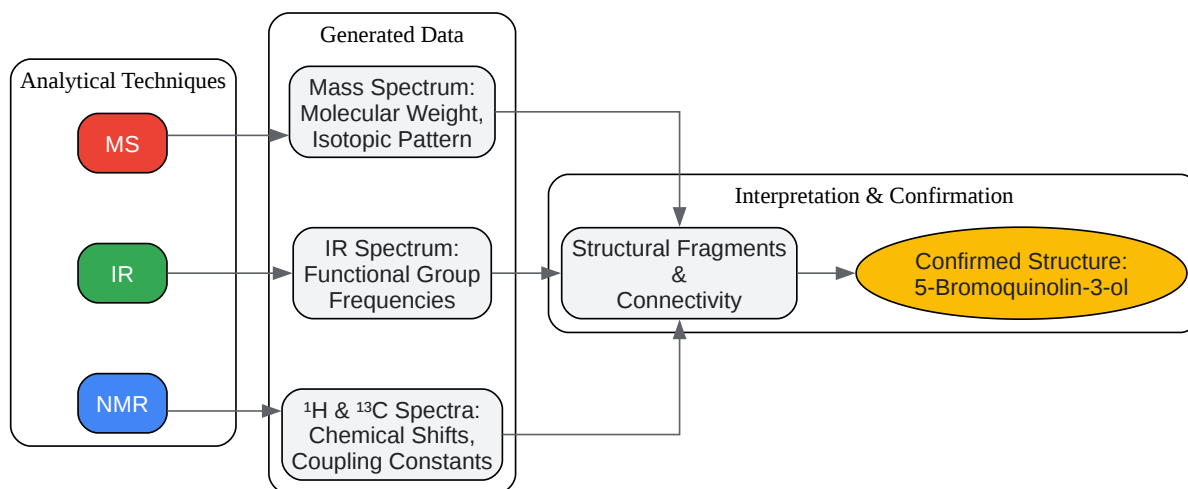 Analytical Techniques
MS
IR
NMR
Generated Data
Mass Spectrum:
Molecular Weight,
Isotopic Pattern
IR Spectrum:
Functional Group
Frequencies
¹H & ¹³C Spectra:
Chemical Shifts,
Coupling Constants
Interpretation & Confirmation
Structural Fragments
&
Connectivity
Confirmed Structure:
5-Bromoquinolin-3-ol